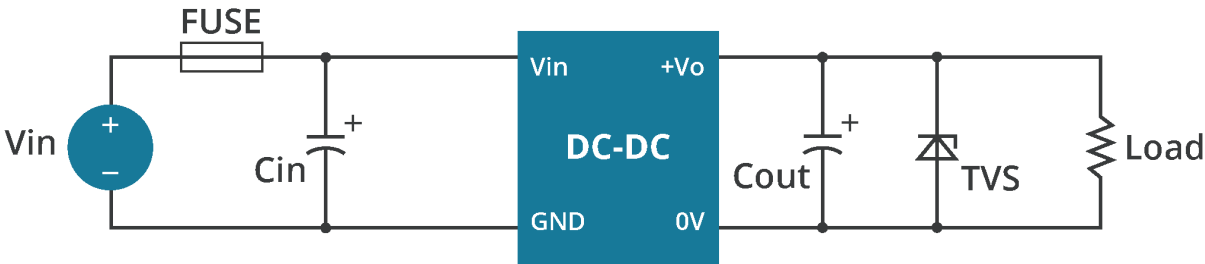 FUSE
Vin
+
−
Cin
+
Vin
+Vo
DC-DC
GND
0V
Cout
+
TVS
Load